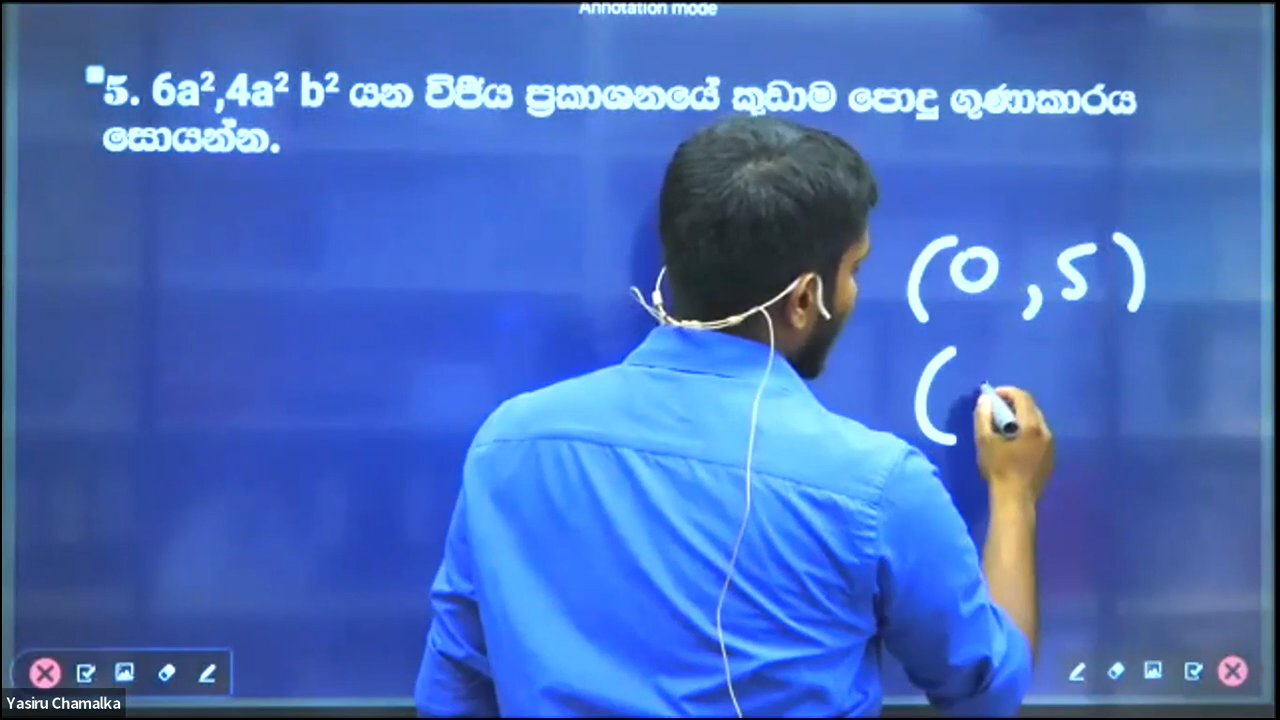 Annotation mode
5. 6a²,4a² b² යන විජීය ප්‍රකාශනයේ කුඩාම පොදු ගුණාකාරය
සොයන්න.
(0,5)
(
Yasiru Chamalka